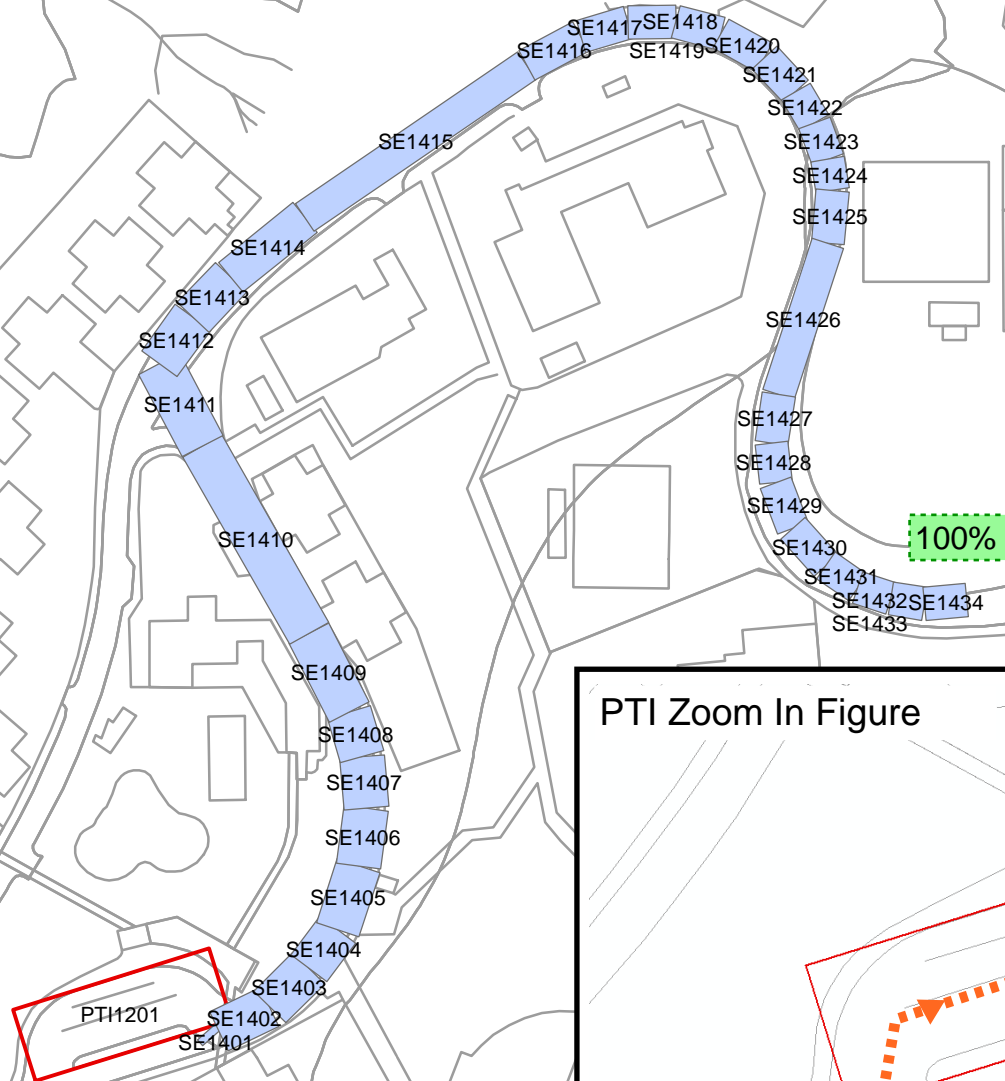 SE1417
SE1418
SE1416
SE1419
SE1420
SE1421
SE1422
SE1415
SE1423
SE1424
SE1425
SE1414
SE1413
SE1426
SE1412
SE1411
SE1427
SE1428
SE1429
SE1410
SE1430
100%
SE1431
SE1432
SE1434
SE1433
SE1409
PTI Zoom In Figure
SE1408
SE1407
SE1406
SE1405
SE1404
SE1403
PTI1201
SE1402
SE1401